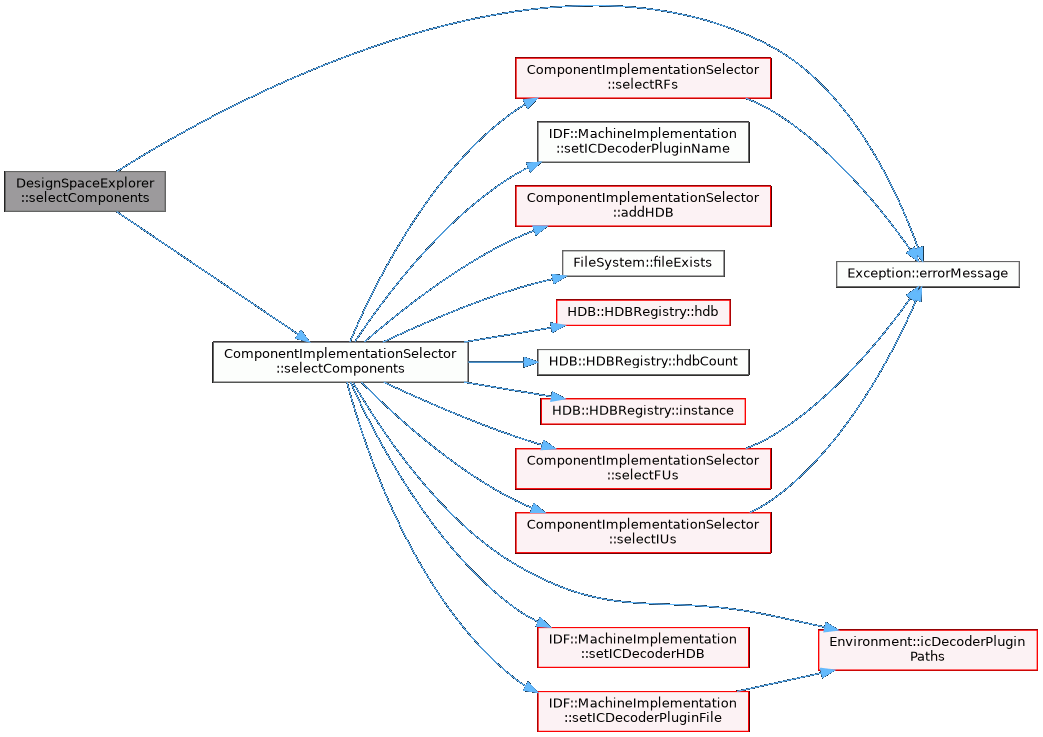 ComponentImplementationSelector
::selectRFs
IDF::MachineImplementation
::setICDecoderPluginName
DesignSpaceExplorer
::selectComponents
ComponentImplementationSelector
::addHDB
FileSystem::fileExists
Exception::errorMessage
HDB::HDBRegistry::hdb
ComponentImplementationSelector
::selectComponents
HDB::HDBRegistry::hdbCount
HDB::HDBRegistry::instance
ComponentImplementationSelector
::selectFUs
ComponentImplementationSelector
::selectIUs
IDF::MachineImplementation
::setICDecoderHDB
Environment::icDecoderPlugin
Paths
IDF::MachineImplementation
::setICDecoderPluginFile